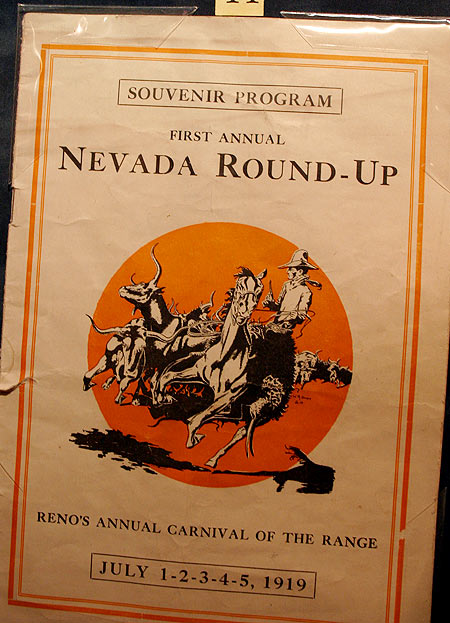 SOUVENIR PROGRAM
FIRST ANNUAL
NEVADA ROUND-UP
RENO'S ANNUAL CARNIVAL OF THE RANGE
JULY 1-2-3-4-5, 1919